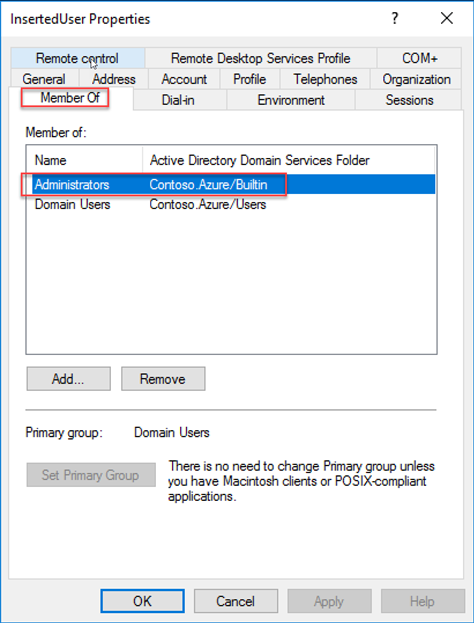 InsertedUser Properties
?
Remote control
Remote Desktop Services Profile
COM+
General
Address
Account
Profile
Telephones
Organization
Member Of
Dial-in
Environment
Sessions
Member of:
Name
Active Directory Domain Services Folder
Administrators
Contoso.Azure/Builtin
Domain Users
Contoso.Azure/Users
Add...
Remove
Primary group:
Domain Users
Set Primary Group
There is no need to change Primary group unless
you have Macintosh clients or POSIX-compliant
applications.
OK
Cancel
Apply
Help